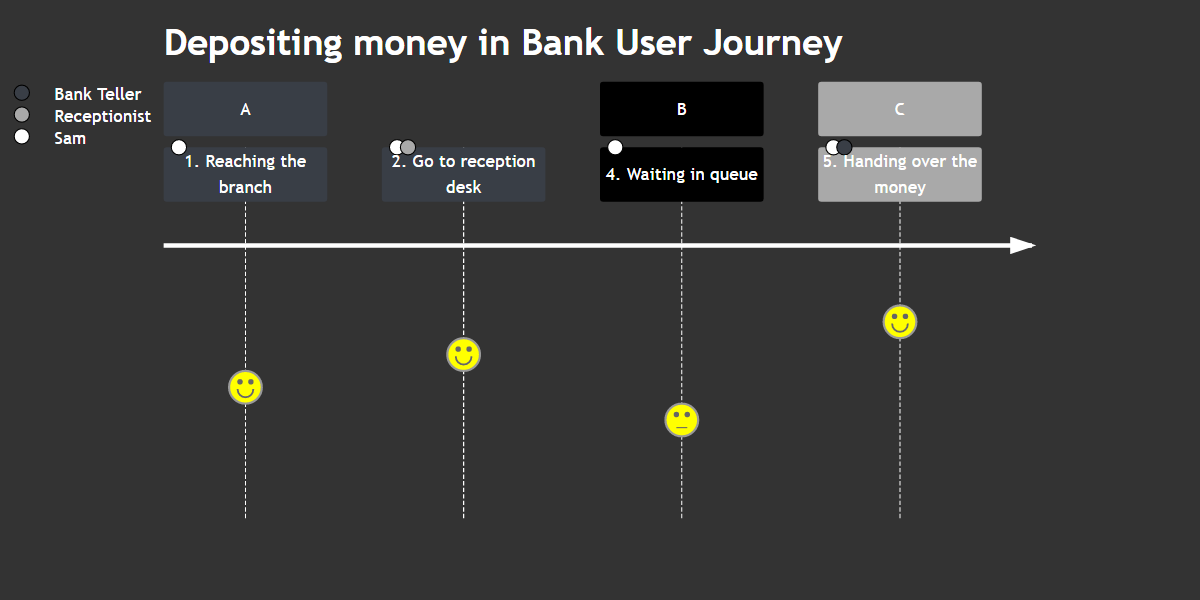 Depositing money in Bank User Journey
Bank Teller
Receptionist
Sam
A
B
C
1. Reaching the
branch
2. Go to reception
desk
4. Waiting in queue
5. Handing over the
money